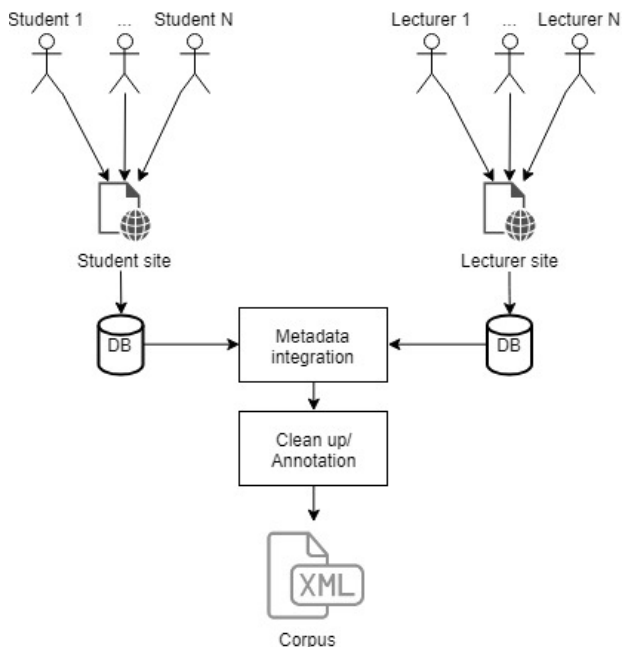 Student 1 ... Student N Lecturer 1 ... Lecturer N
Student site Lecturer site
DB Metadata DB
integration
Clean up/
Annotation
XML
Corpus